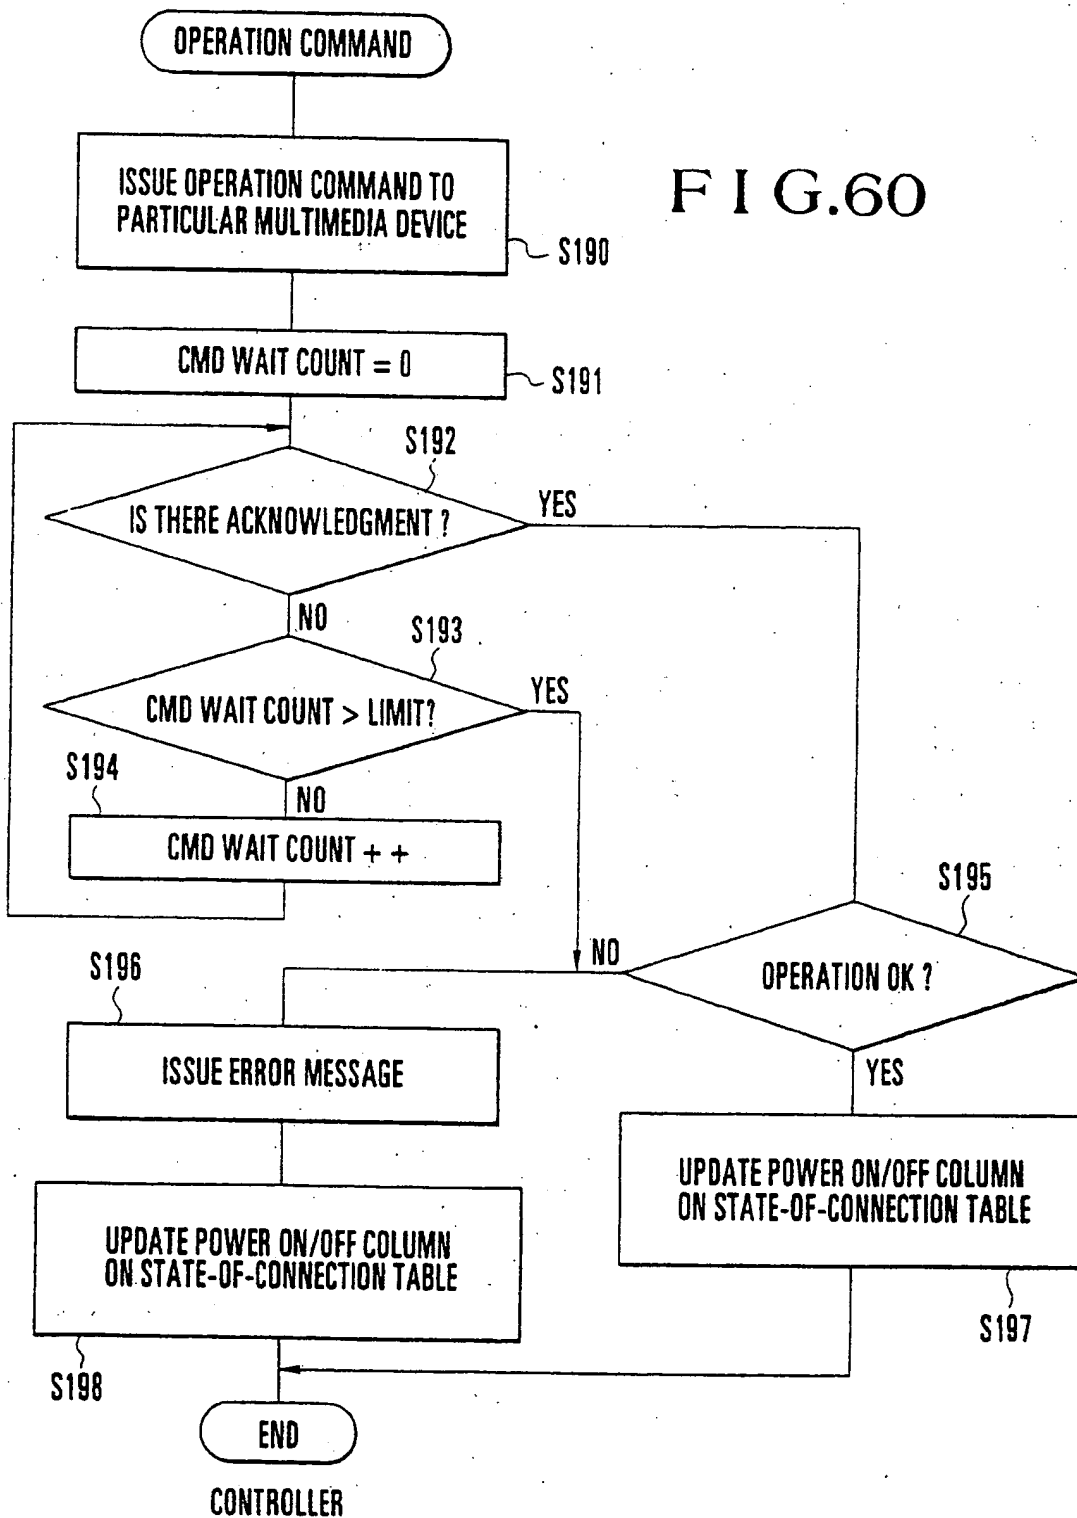 OPERATION COMMAND
FIG.60
ISSUE OPERATION COMMAND TO
PARTICULAR MULTIMEDIA DEVICE
S190
CMD WAIT COUNT = 0
S191
S192
IS THERE ACKNOWLEDGMENT ?
YES
NO
S193
CMD WAIT COUNT > LIMIT?
YES
S194
NO
CMD WAIT COUNT + +
S195
S196
NO
OPERATION OK ?
ISSUE ERROR MESSAGE
YES
UPDATE POWER ON/OFF COLUMN
ON STATE-OF-CONNECTION TABLE
UPDATE POWER ON/OFF COLUMN
ON STATE-OF-CONNECTION TABLE
S197
S198
END
CONTROLLER